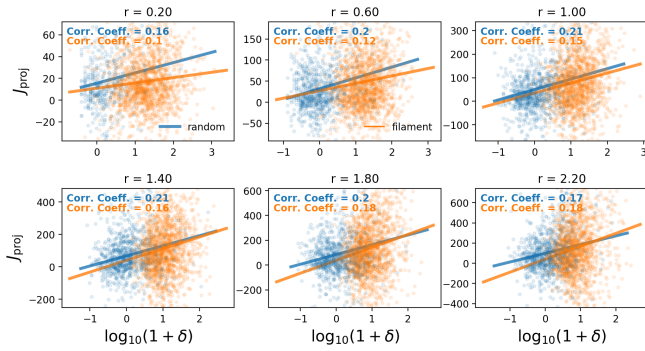 r = 0.20
r = 0.60
r = 1.00
Corr. Coeff. = 0.16
Corr. Coeff. = 0.1
Corr. Coeff. = 0.2
Corr. Coeff. = 0.12
Corr. Coeff. = 0.21
Corr. Coeff. = 0.15
J_proj
60
40
20
0
−20
random
150
100
50
0
−50
filament
300
200
100
0
−100
0
1
2
3
−1
0
1
2
3
−1
0
1
2
3
r = 1.40
r = 1.80
r = 2.20
Corr. Coeff. = 0.21
Corr. Coeff. = 0.16
Corr. Coeff. = 0.2
Corr. Coeff. = 0.18
Corr. Coeff. = 0.17
Corr. Coeff. = 0.18
J_proj
400
200
0
−200
600
400
200
0
−200
600
400
200
0
−200
−400
−1
0
1
2
−2
−1
0
1
2
−2
−1
0
1
2
log₁₀(1 + δ)
log₁₀(1 + δ)
log₁₀(1 + δ)